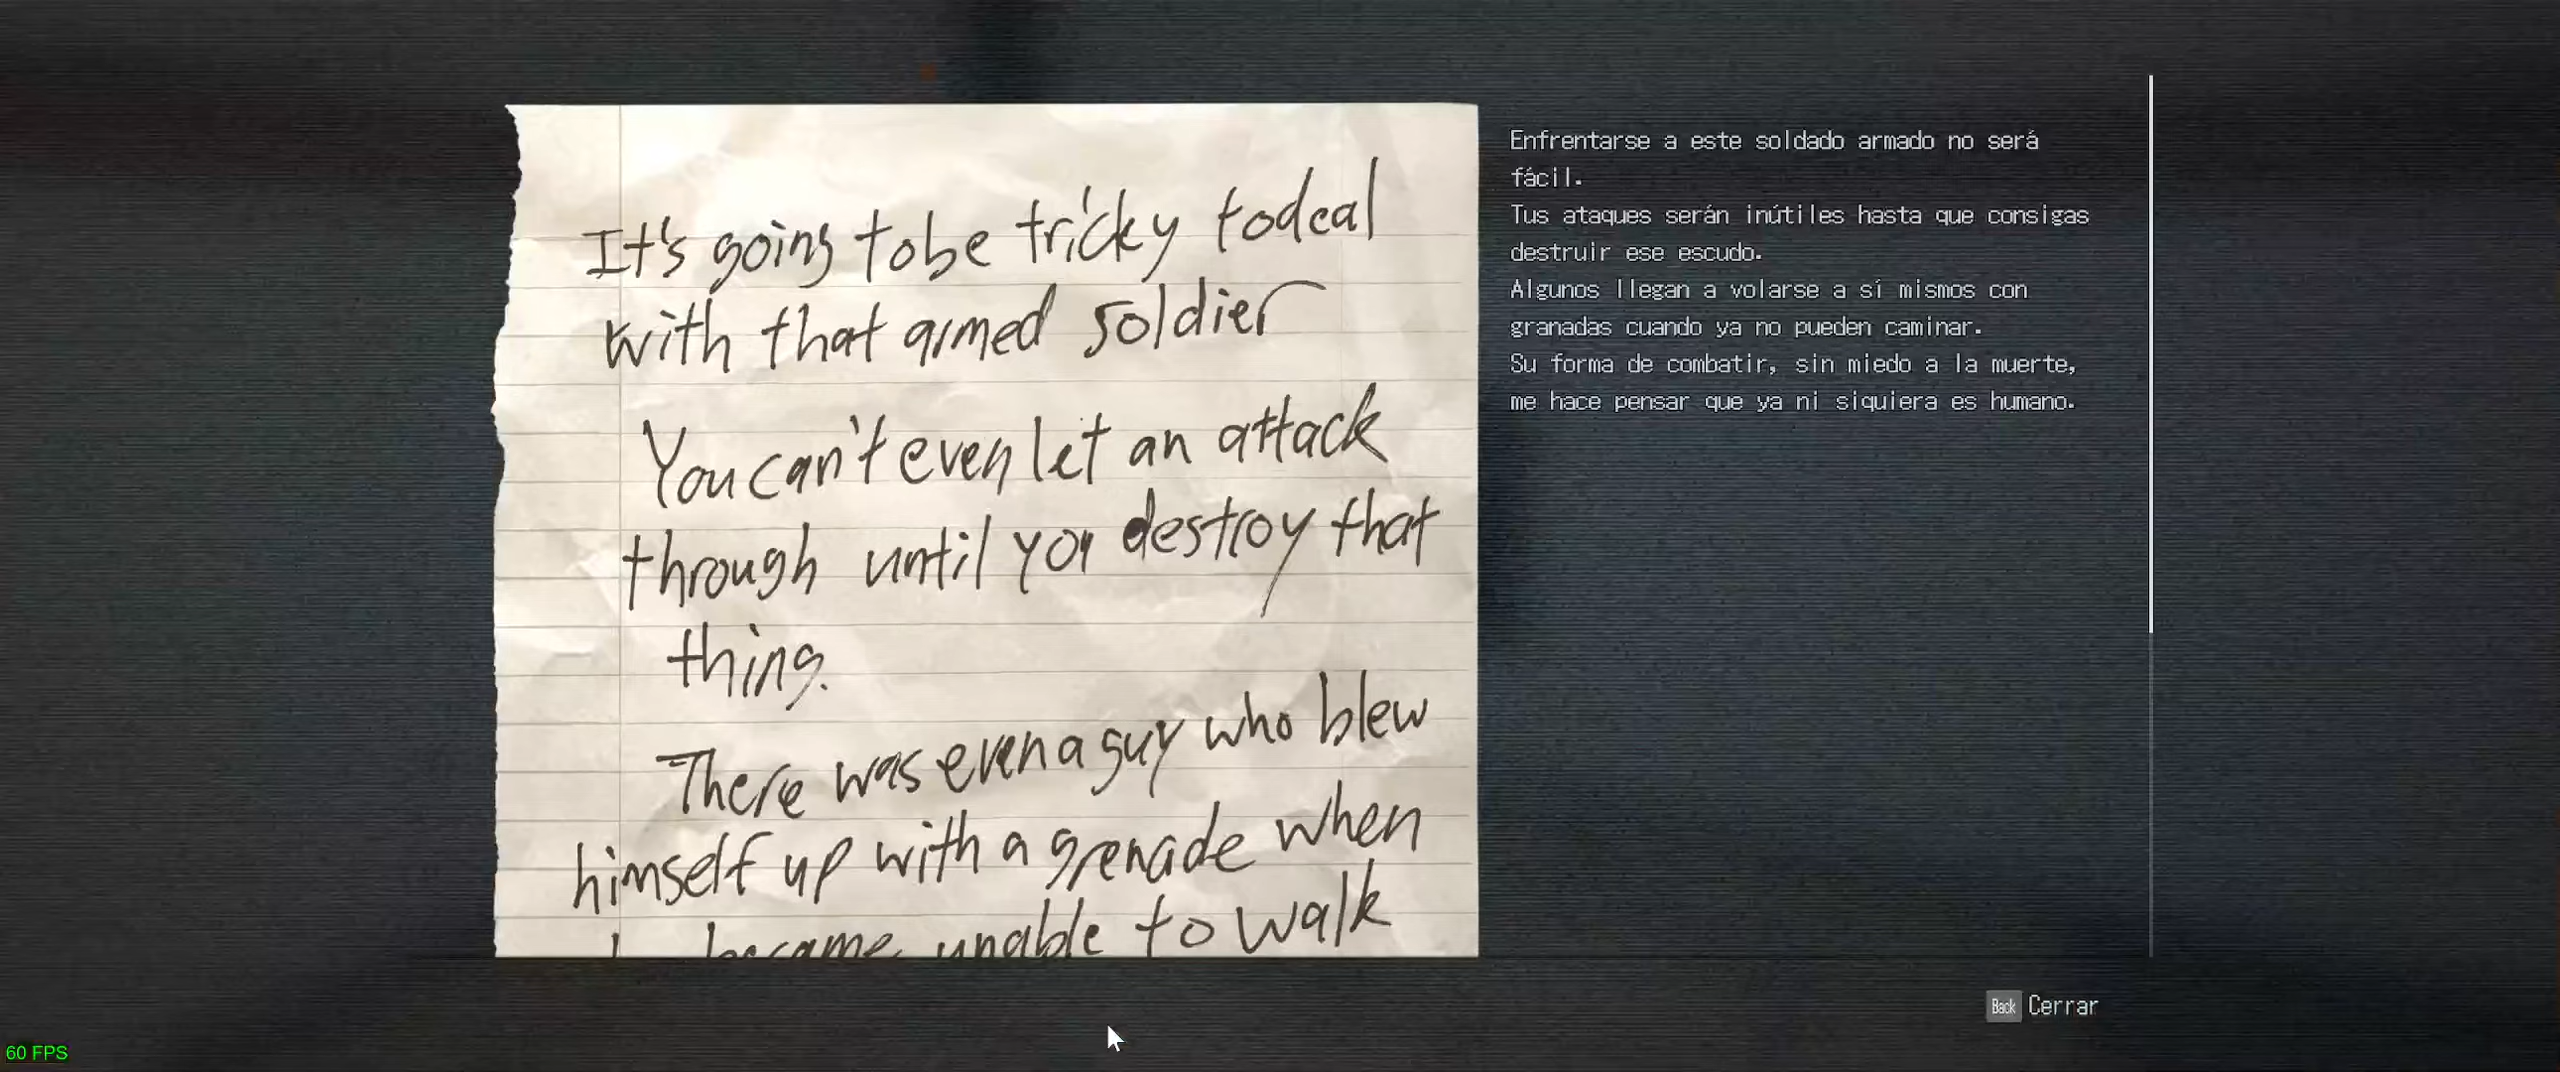 It's going to be tricky to deal
with that armed soldier
You can't even let an attack
through until you destroy that
thing.
There was even a guy who blew
himself up with a grenade when
became unable to walk
Enfrentarse a este soldado armado no será
fácil.
Tus ataques serán inútiles hasta que consigas
destruir ese escudo.
Algunos llegan a volarse a sí mismos con
granadas cuando ya no pueden caminar.
Su forma de combatir, sin miedo a la muerte,
me hace pensar que ya ni siquiera es humano.
Back Cerrar
60 FPS